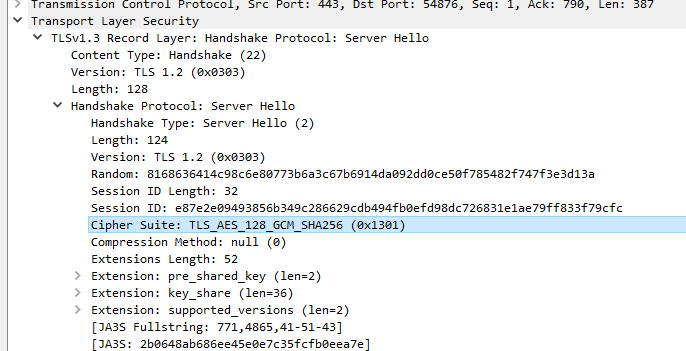 Transmission Control Protocol, Src Port: 443, Dst Port: 54876, Seq: 1, Ack: 790, Len: 387
Transport Layer Security
TLSv1.3 Record Layer: Handshake Protocol: Server Hello
Content Type: Handshake (22)
Version: TLS 1.2 (0x0303)
Length: 128
Handshake Protocol: Server Hello
Handshake Type: Server Hello (2)
Length: 124
Version: TLS 1.2 (0x0303)
Random: 8168636414c98c6e80773b6a3c67b6914da092dd0ce50f785482f747f3e3d13a
Session ID Length: 32
Session ID: e87e2e09493856b349c286629cdb494fb0efd98dc726831e1ae79ff833f79cfc
Cipher Suite: TLS_AES_128_GCM_SHA256 (0x1301)
Compression Method: null (0)
Extensions Length: 52
Extension: pre_shared_key (len=2)
Extension: key_share (len=36)
Extension: supported_versions (len=2)
[JA3S Fullstring: 771,4865,41-51-43]
[JA3S: 2b0648ab686ee45e0e7c35fcfb0eea7e]